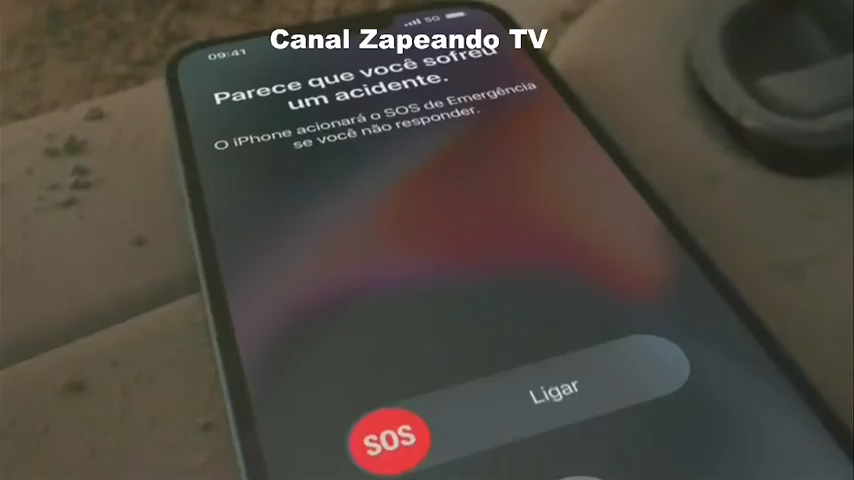 Canal Zapeando TV
09:41
5G
Parece que você sofreu
um acidente.
O iPhone acionará o SOS de Emergência
se você não responder.
Ligar
SOS